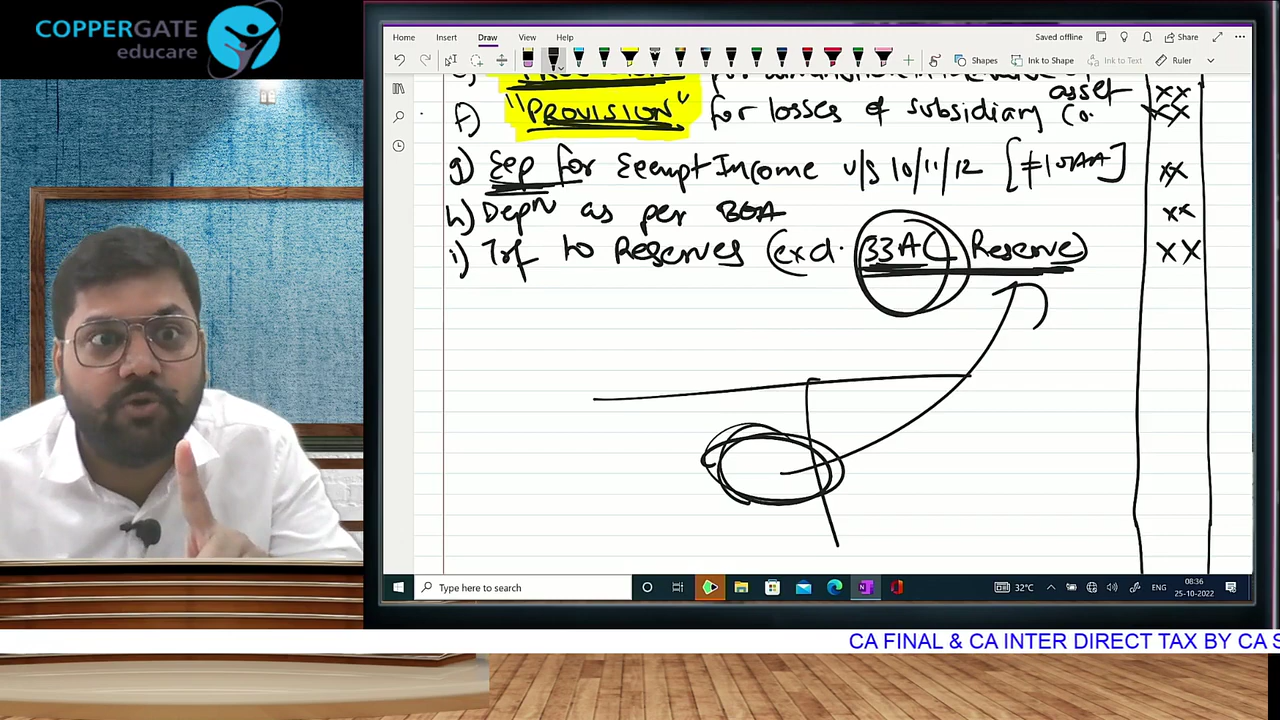 COPPERGATE
educare
Home Insert Draw View Help
Saved offline
Share
Shapes
Ink to Shape
Ink to Text
Ruler
asset xx
f) "PROVISION" for losses of subsidiary Co. xx
g) Exp for Exempt Income u/s 10/11/12 [≠10AA] xx
h) Depn as per BOA xx
i) Trf to Reserves (excl. 33AC Reserve) xx
Type here to search
32°C
ENG
08:36
25-10-2022
CA FINAL & CA INTER DIRECT TAX BY CA S